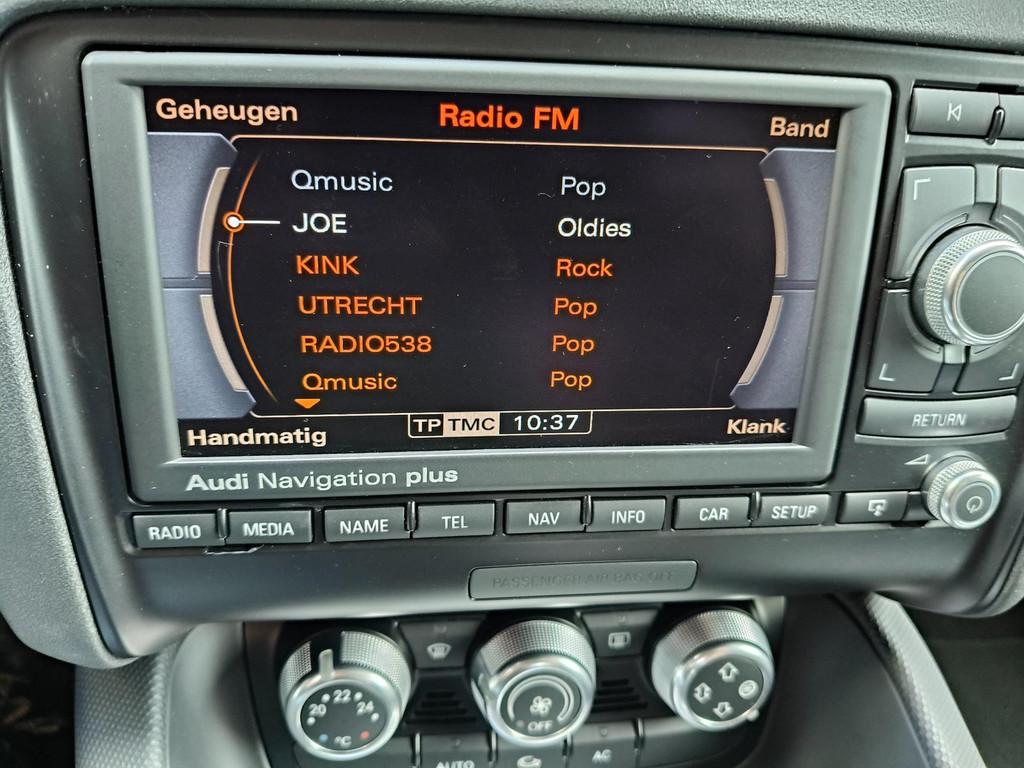 Geheugen Radio FM Band
Qmusic Pop
JOE Oldies
KINK Rock
UTRECHT Pop
RADIO538 Pop
Qmusic Pop
Handmatig TP TMC 10:37 Klank
Audi Navigation plus
RETURN
RADIO MEDIA NAME TEL NAV INFO CAR SETUP
PASSENGER AIR BAG OFF
20 22 24
°C
OFF
AUTO AC